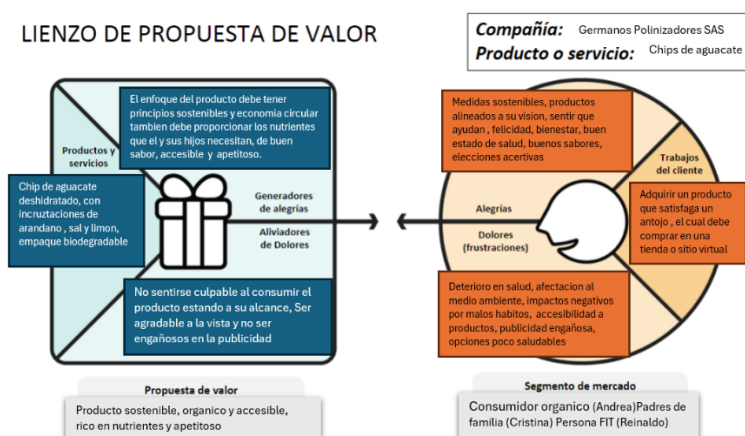 LIENZO DE PROPUESTA DE VALOR
Compañía: Germanos Polinizadores SAS
Producto o servicio: Chips de aguacate
El enfoque del producto debe tener
principios sostenibles y economia circular
tambien debe proporcionar los nutrientes
que el y sus hijos necesitan, de buen
sabor, accesible y apetitoso.
Productos y
servicios
Chip de aguacate
deshidratado, con
incruztaciones de
arandano , sal y limon,
empaque biodegradable
Generadores
de alegrías
Aliviadores
de Dolores
No sentirse culpable al consumir el
producto estando a su alcance, Ser
agradable a la vista y no ser
engañosos en la publicidad
Propuesta de valor
Producto sostenible, organico y accesible,
rico en nutrientes y apetitoso
Medidas sostenibles, productos
alineados a su vision, sentir que
ayudan , felicidad, bienestar, buen
estado de salud, buenos sabores,
elecciones acertivas
Trabajos
del cliente
Adquirir un producto
que satisfaga un
antojo , el cual debe
comprar en una
tienda o sitio virtual
Alegrías
Dolores
(frustraciones)
Deterioro en salud, afectacion al
medio ambiente, impactos negativos
por malos habitos, accesibilidad a
productos, publicidad engañosa,
opciones poco saludables
Segmento de mercado
Consumidor organico (Andrea)Padres de
familia (Cristina) Persona FIT (Reinaldo)